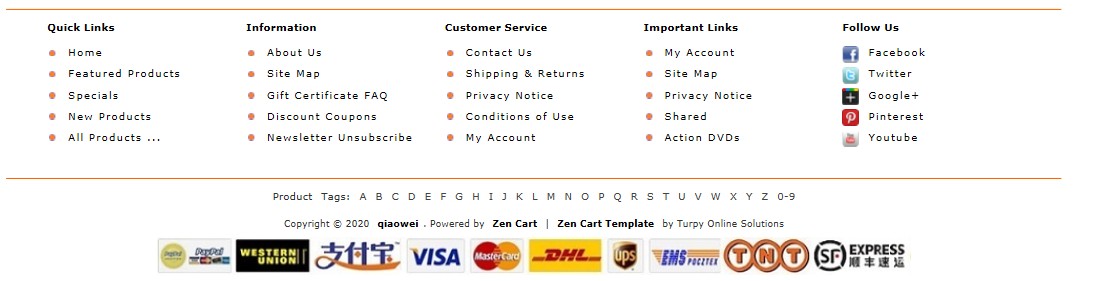 Quick Links
Home
Featured Products
Specials
New Products
All Products ...
Information
About Us
Site Map
Gift Certificate FAQ
Discount Coupons
Newsletter Unsubscribe
Customer Service
Contact Us
Shipping & Returns
Privacy Notice
Conditions of Use
My Account
Important Links
My Account
Site Map
Privacy Notice
Shared
Action DVDs
Follow Us
Facebook
Twitter
Google+
Pinterest
Youtube
Product Tags: A B C D E F G H I J K L M N O P Q R S T U V W X Y Z 0-9
Copyright © 2020 qiaowei . Powered by Zen Cart | Zen Cart Template by Turpy Online Solutions
PayPal
WESTERN UNION
支付宝
VISA
MasterCard
DHL
ups
EMS POCZTEX
TNT
SF EXPRESS
顺丰速运